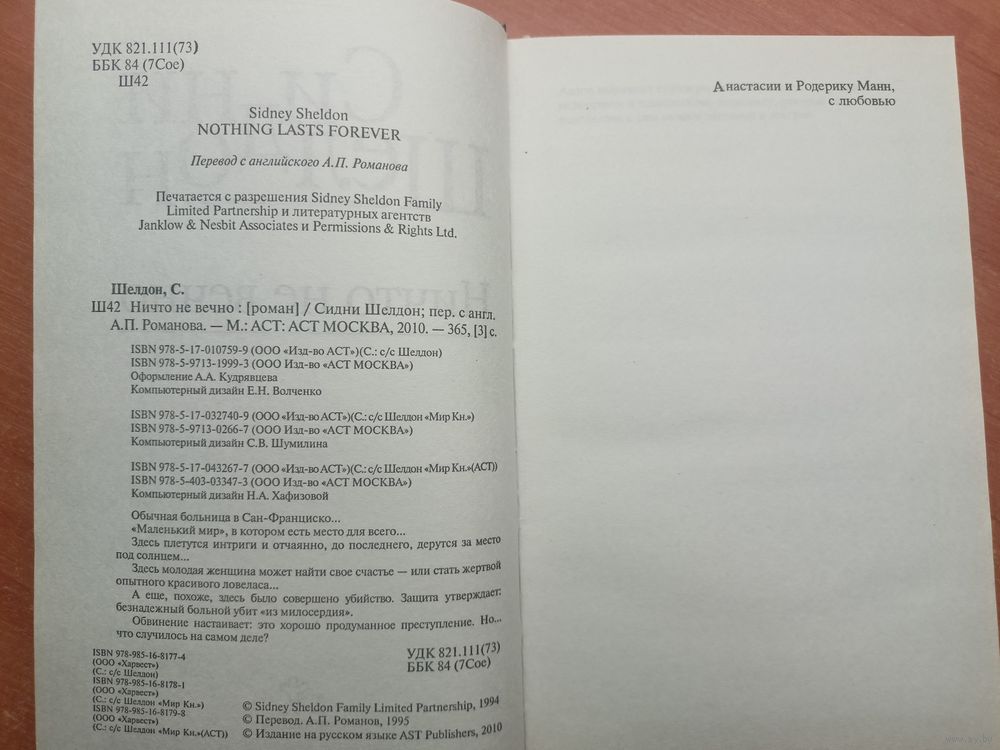 УДК 821.111(73)
ББК 84 (7Сое)
Ш42
Sidney Sheldon
NOTHING LASTS FOREVER
Перевод с английского А.П. Романова
Печатается с разрешения Sidney Sheldon Family
Limited Partnership и литературных агентств
Janklow & Nesbit Associates и Permissions & Rights Ltd.
Шелдон, С.
Ш42 Ничто не вечно : [роман] / Сидни Шелдон; пер. с англ.
А.П. Романова. — М.: АСТ: АСТ МОСКВА, 2010. — 365, [3] с.
ISBN 978-5-17-010759-9 (ООО «Изд-во АСТ»)(С.: с/с Шелдон)
ISBN 978-5-9713-1999-3 (ООО Изд-во «АСТ МОСКВА»)
Оформление А.А. Кудрявцева
Компьютерный дизайн Е.Н. Волченко
ISBN 978-5-17-032740-9 (ООО «Изд-во АСТ»)(С.: с/с Шелдон «Мир Кн.»)
ISBN 978-5-9713-0266-7 (ООО Изд-во «АСТ МОСКВА»)
Компьютерный дизайн С.В. Шумилина
ISBN 978-5-17-043267-7 (ООО «Изд-во АСТ»)(С.: с/с Шелдон «Мир Кн.»(АСТ))
ISBN 978-5-403-03347-3 (ООО Изд-во «АСТ МОСКВА»)
Компьютерный дизайн Н.А. Хафизовой
Обычная больница в Сан-Франциско...
«Маленький мир», в котором есть место для всего...
Здесь плетутся интриги и отчаянно, до последнего, дерутся за место
под солнцем...
Здесь молодая женщина может найти свое счастье — или стать жертвой
опытного красивого ловеласа...
А еще, похоже, здесь было совершено убийство. Защита утверждает:
безнадежный больной убит «из милосердия».
Обвинение настаивает: это хорошо продуманное преступление. Но...
что случилось на самом деле?
УДК 821.111(73)
ББК 84 (7Сое)
ISBN 978-985-16-8177-4
(ООО «Харвест»)
(С.: с/с Шелдон)
ISBN 978-985-16-8178-1
(ООО «Харвест»)
(С.: с/с Шелдон «Мир Кн.»)
ISBN 978-985-16-8179-8
(ООО «Харвест»)
(С.: с/с Шелдон «Мир Кн.»(АСТ))
© Sidney Sheldon Family Limited Partnership, 1994
© Перевод. А.П. Романов, 1995
© Издание на русском языке AST Publishers, 2010
Анастасии и Родерику Манн,
с любовью